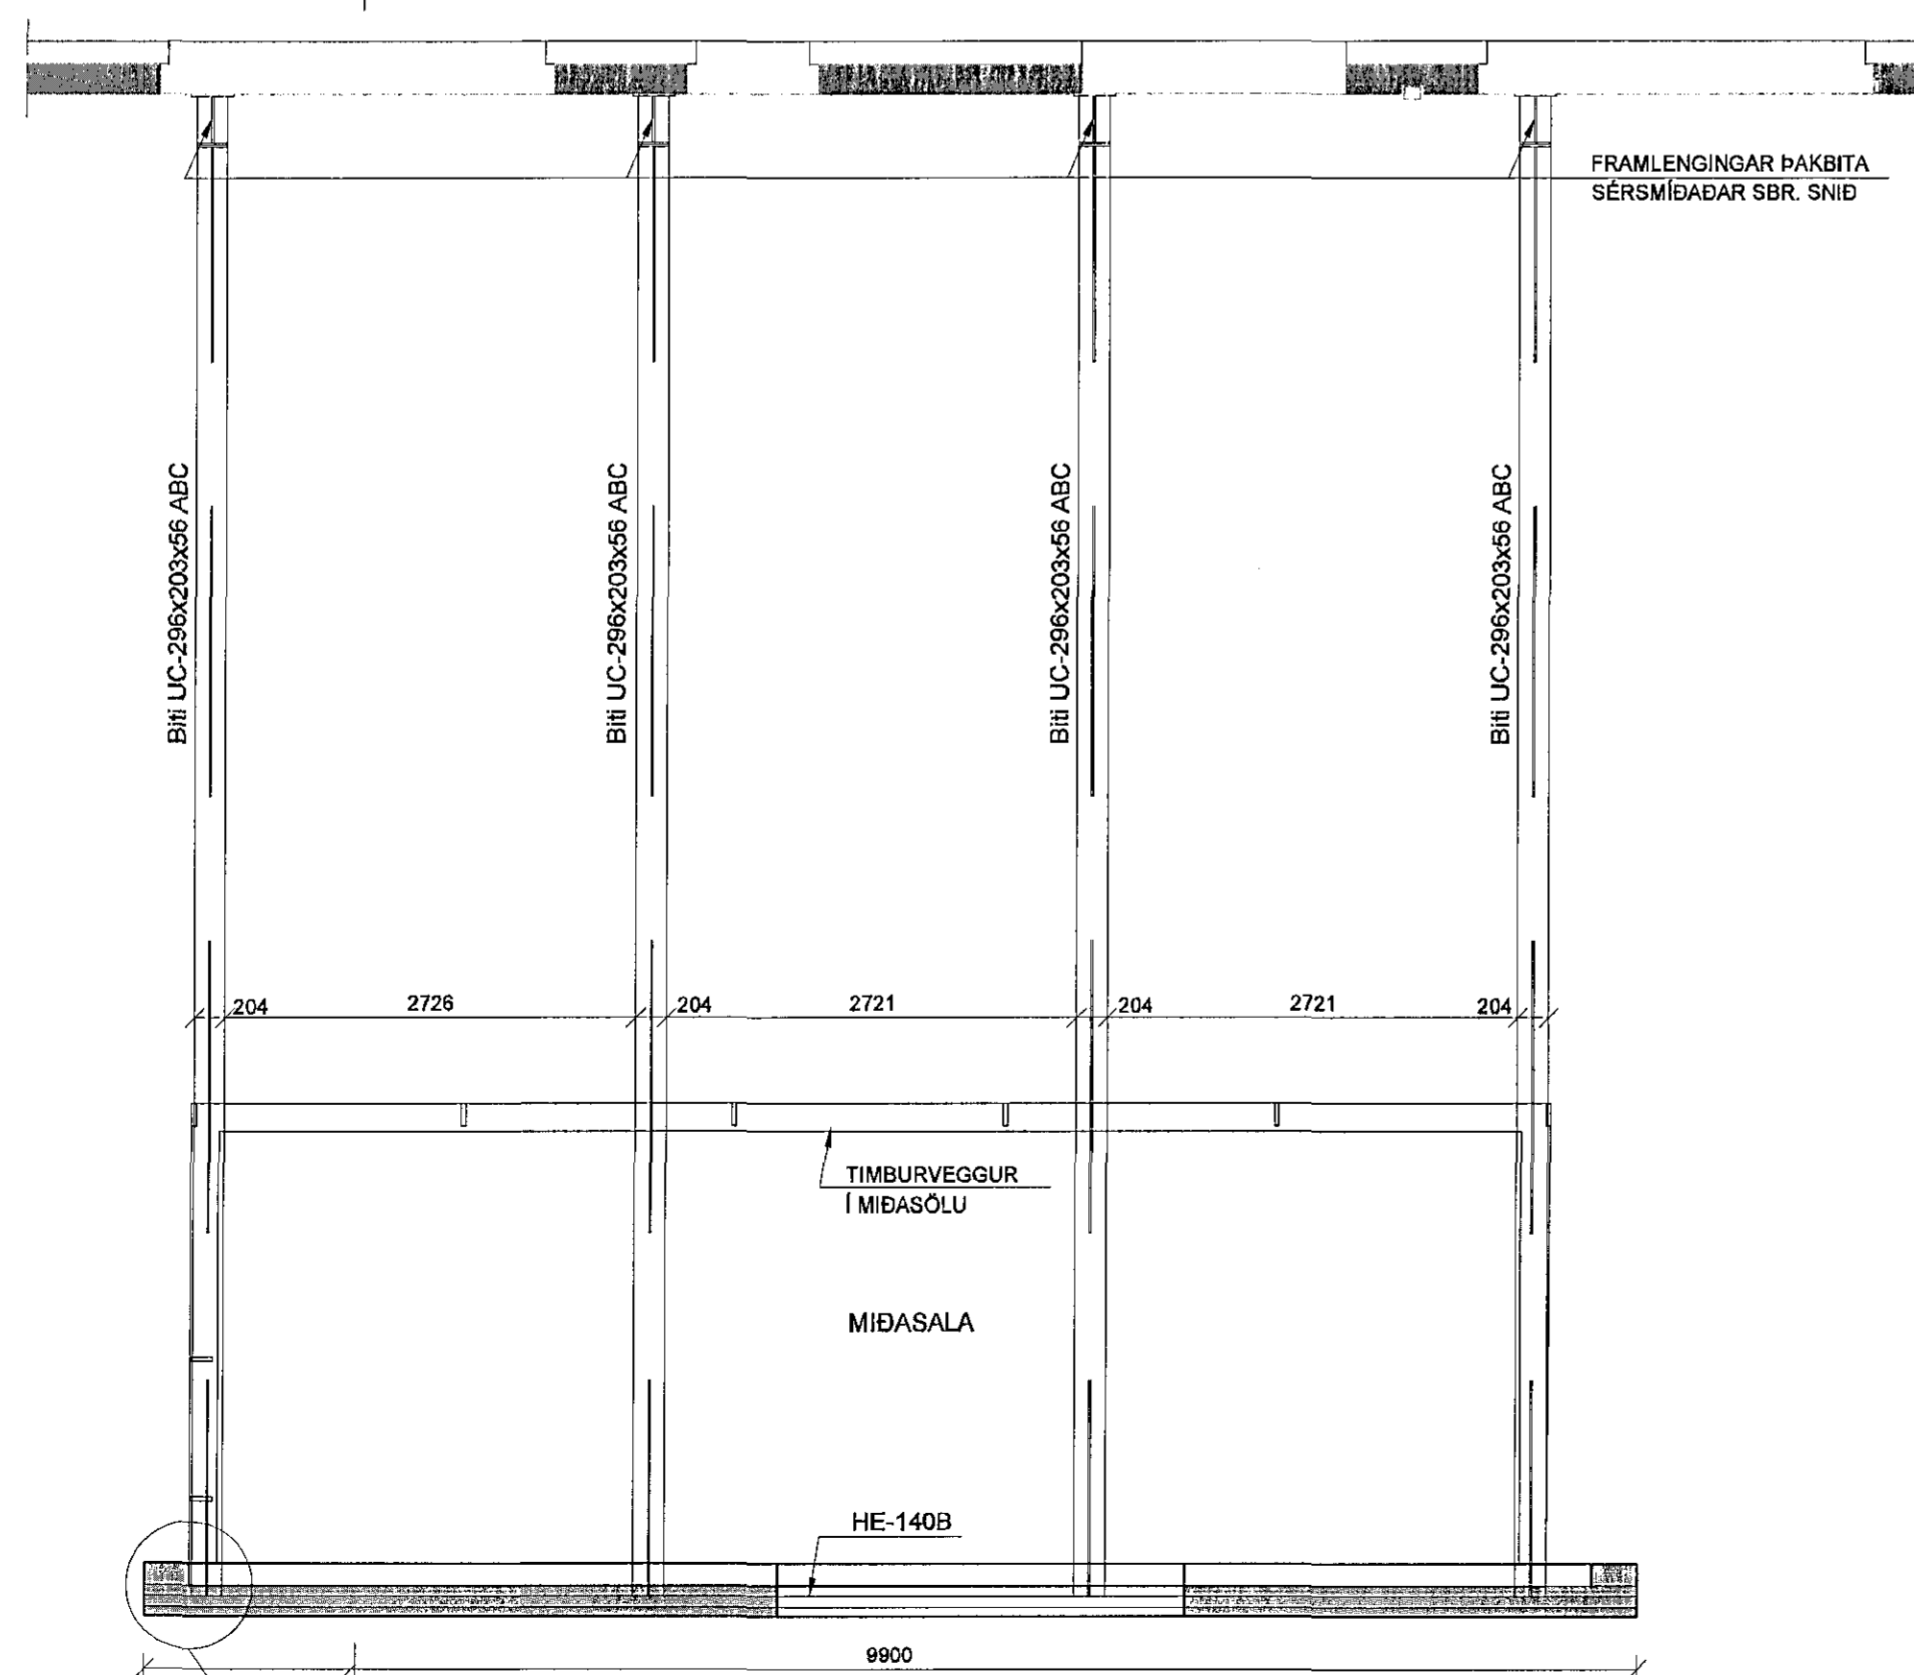 FRAMLENGINGAR ÞAKBITA
SÉRSMÍÐAÐAR SBR. SNIÐ
Biti UC-296x203x56 ABC
Biti UC-296x203x56 ABC
Biti UC-296x203x56 ABC
Biti UC-296x203x56 ABC
204 2726 204 2721 204 2721 204
TIMBURVEGGUR
Í MIÐASÖLU
MIÐASALA
HE-140B
9900